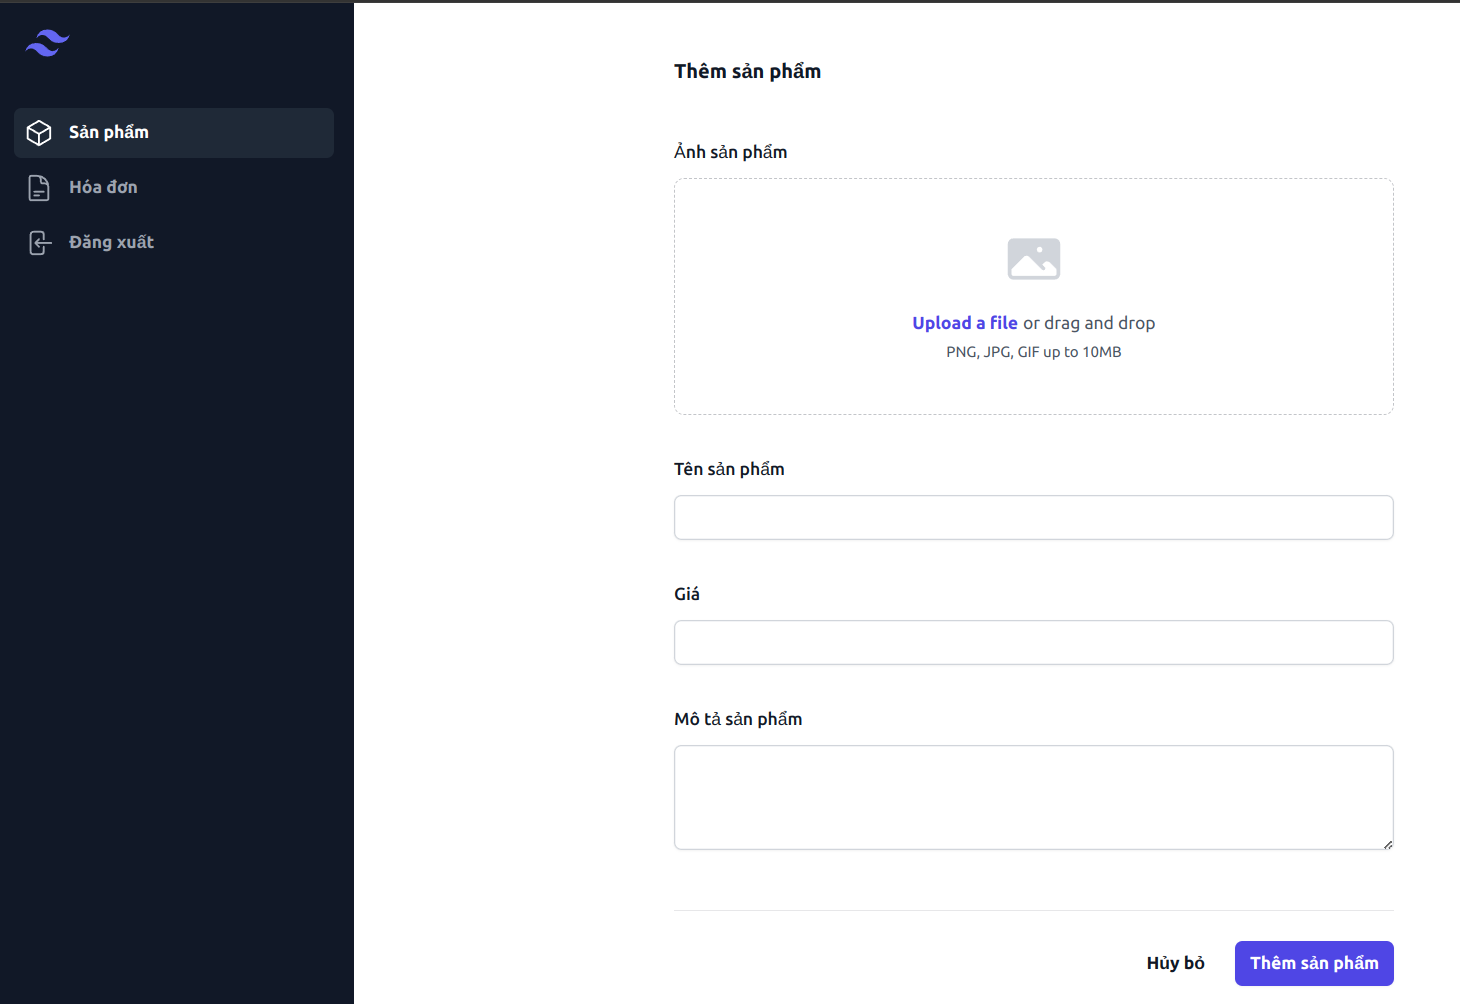 Sản phẩm
Hóa đơn
Đăng xuất
Thêm sản phẩm
Ảnh sản phẩm
Upload a file or drag and drop
PNG, JPG, GIF up to 10MB
Tên sản phẩm
Giá
Mô tả sản phẩm
Hủy bỏ
Thêm sản phẩm